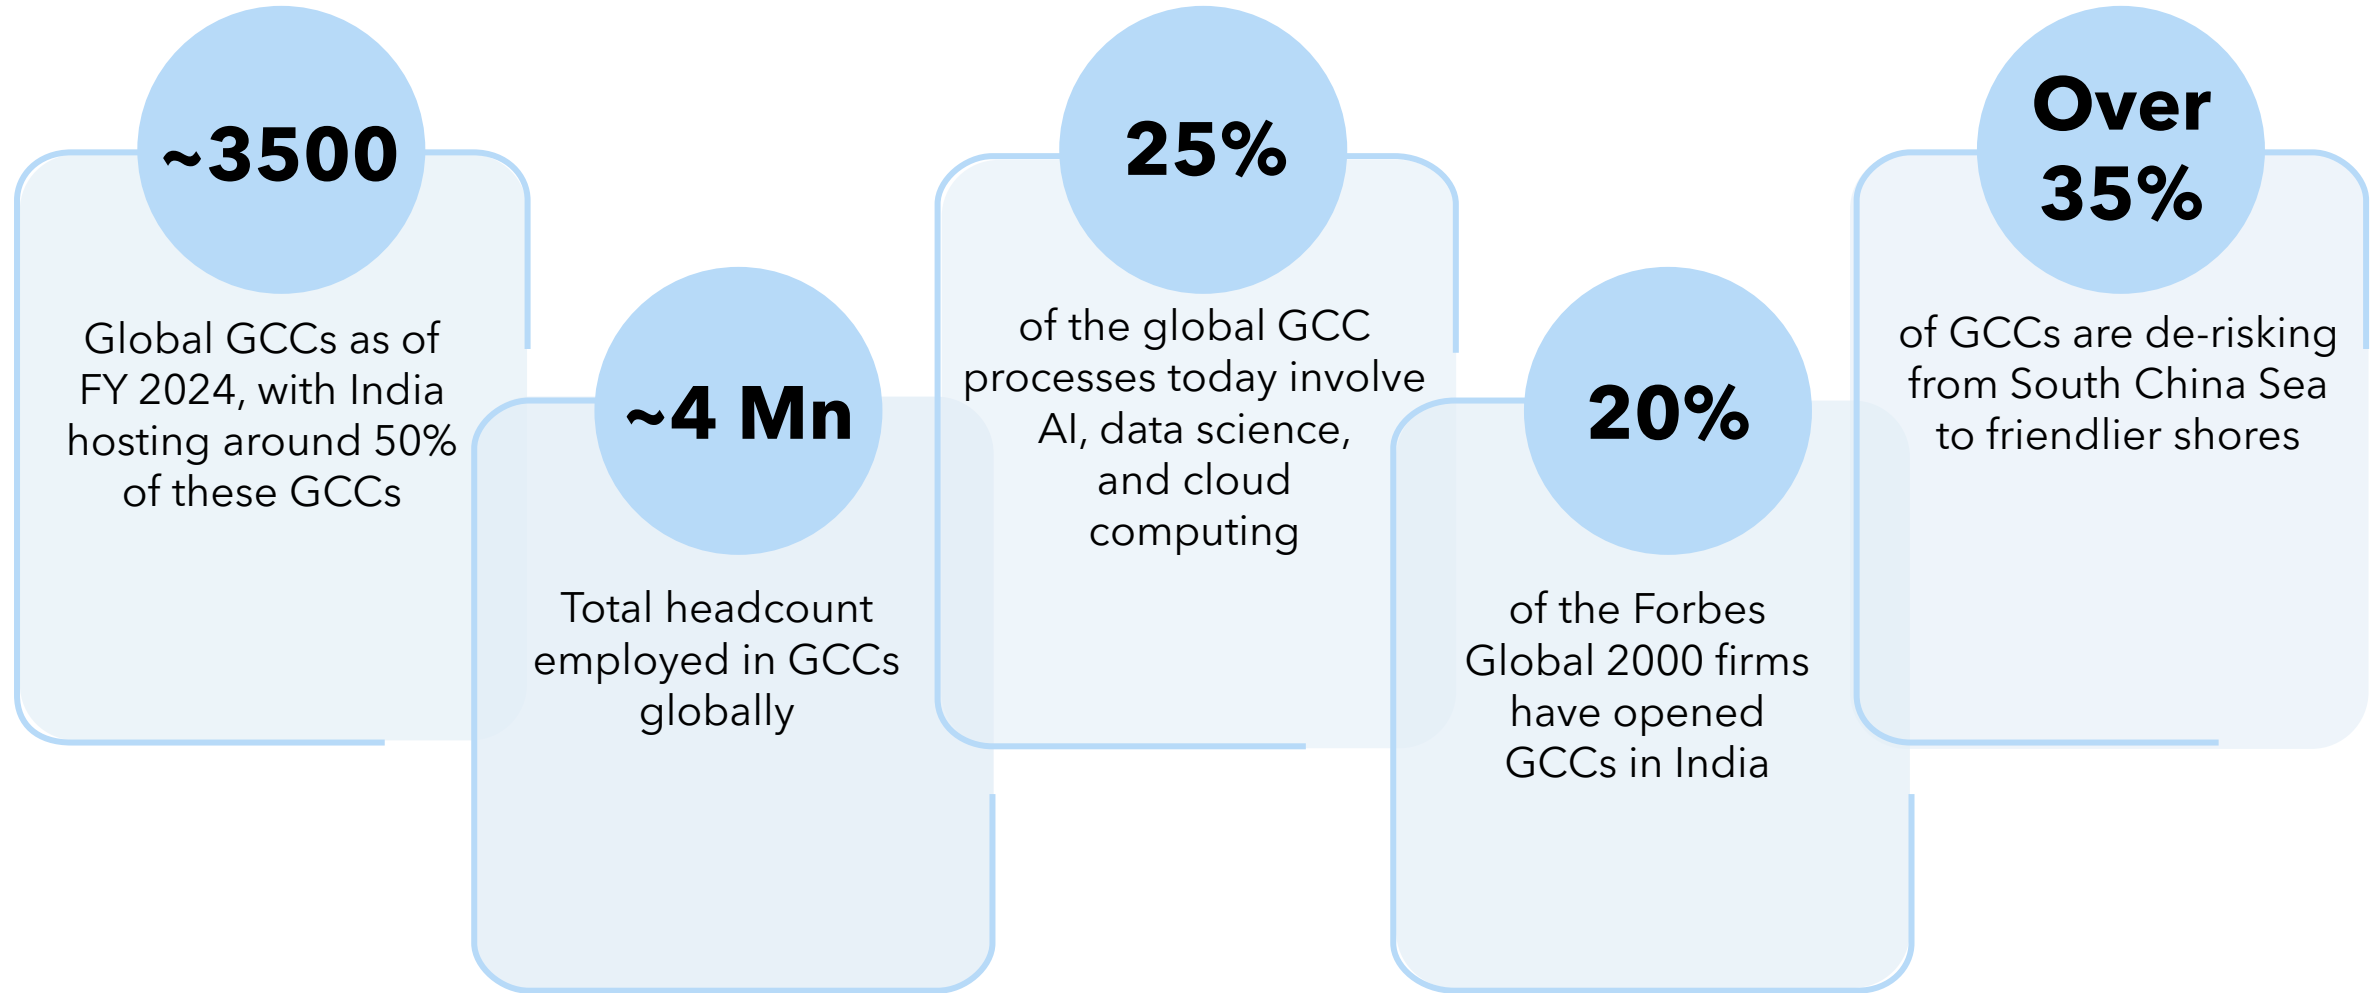 ~3500
Global GCCs as of
FY 2024, with India
hosting around 50%
of these GCCs
~4 Mn
Total headcount
employed in GCCs
globally
25%
of the global GCC
processes today involve
AI, data science,
and cloud
computing
20%
of the Forbes
Global 2000 firms
have opened
GCCs in India
Over
35%
of GCCs are de-risking
from South China Sea
to friendlier shores